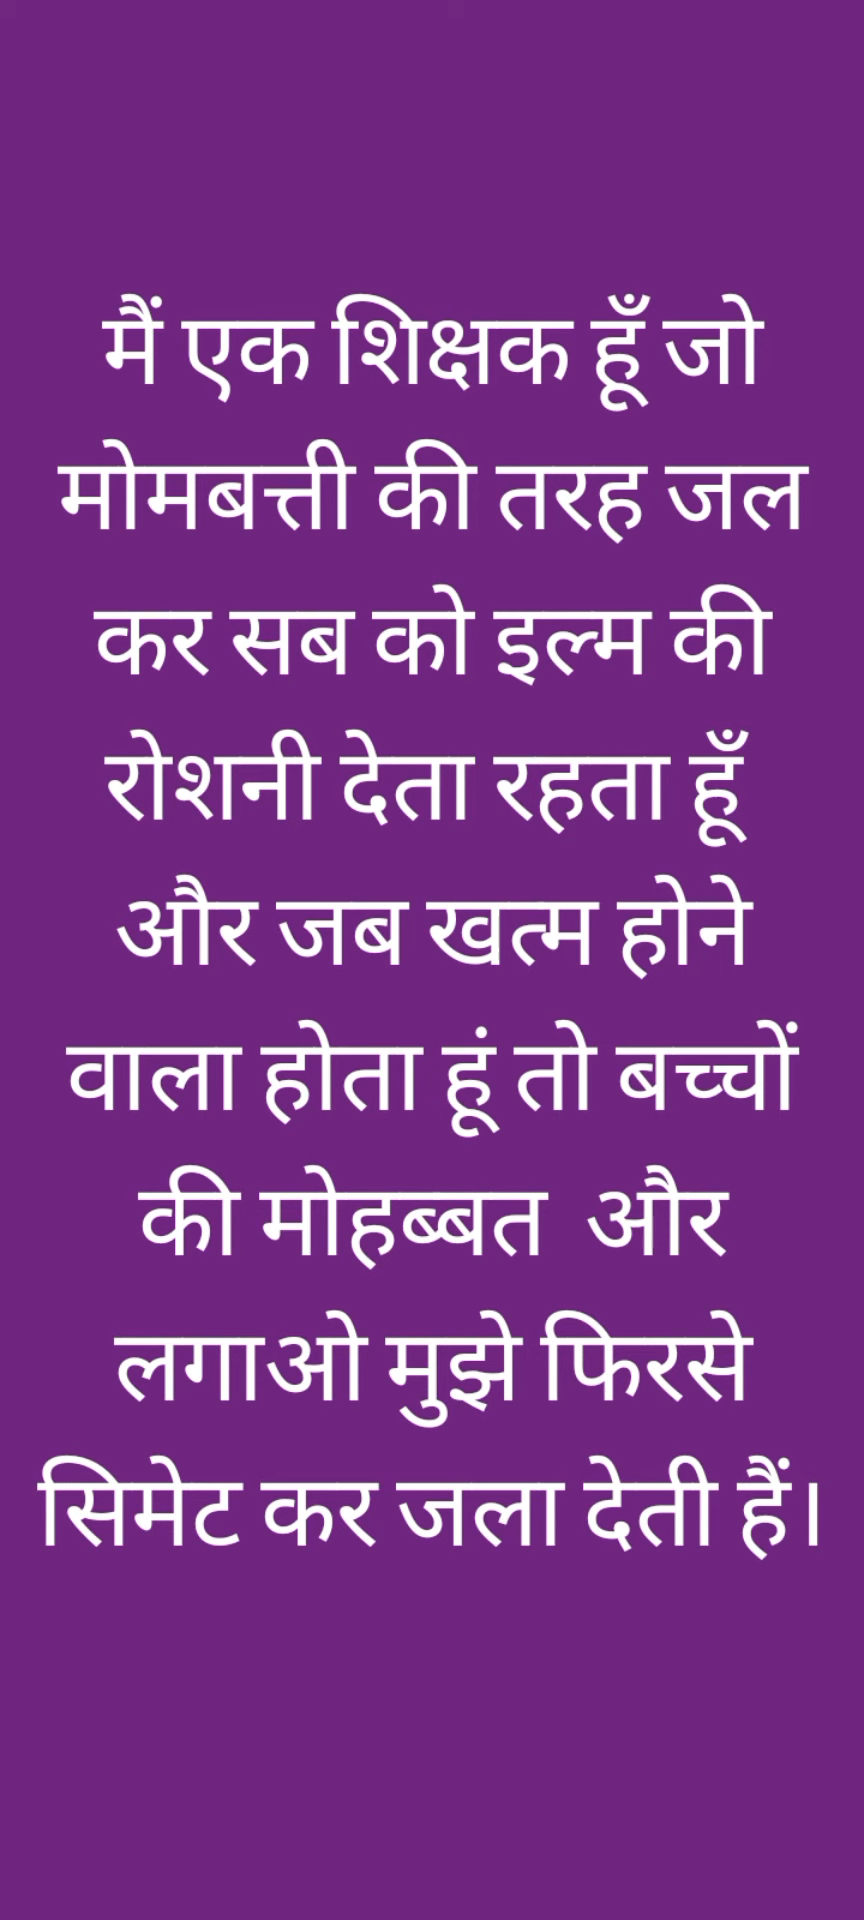 मैं एक शिक्षक हूँ जो
मोमबत्ती की तरह जल
कर सब को इल्म की
रोशनी देता रहता हूँ
और जब खत्म होने
वाला होता हूं तो बच्चों
की मोहब्बत  और
लगाओ मुझे फिरसे
सिमेट कर जला देती हैं।